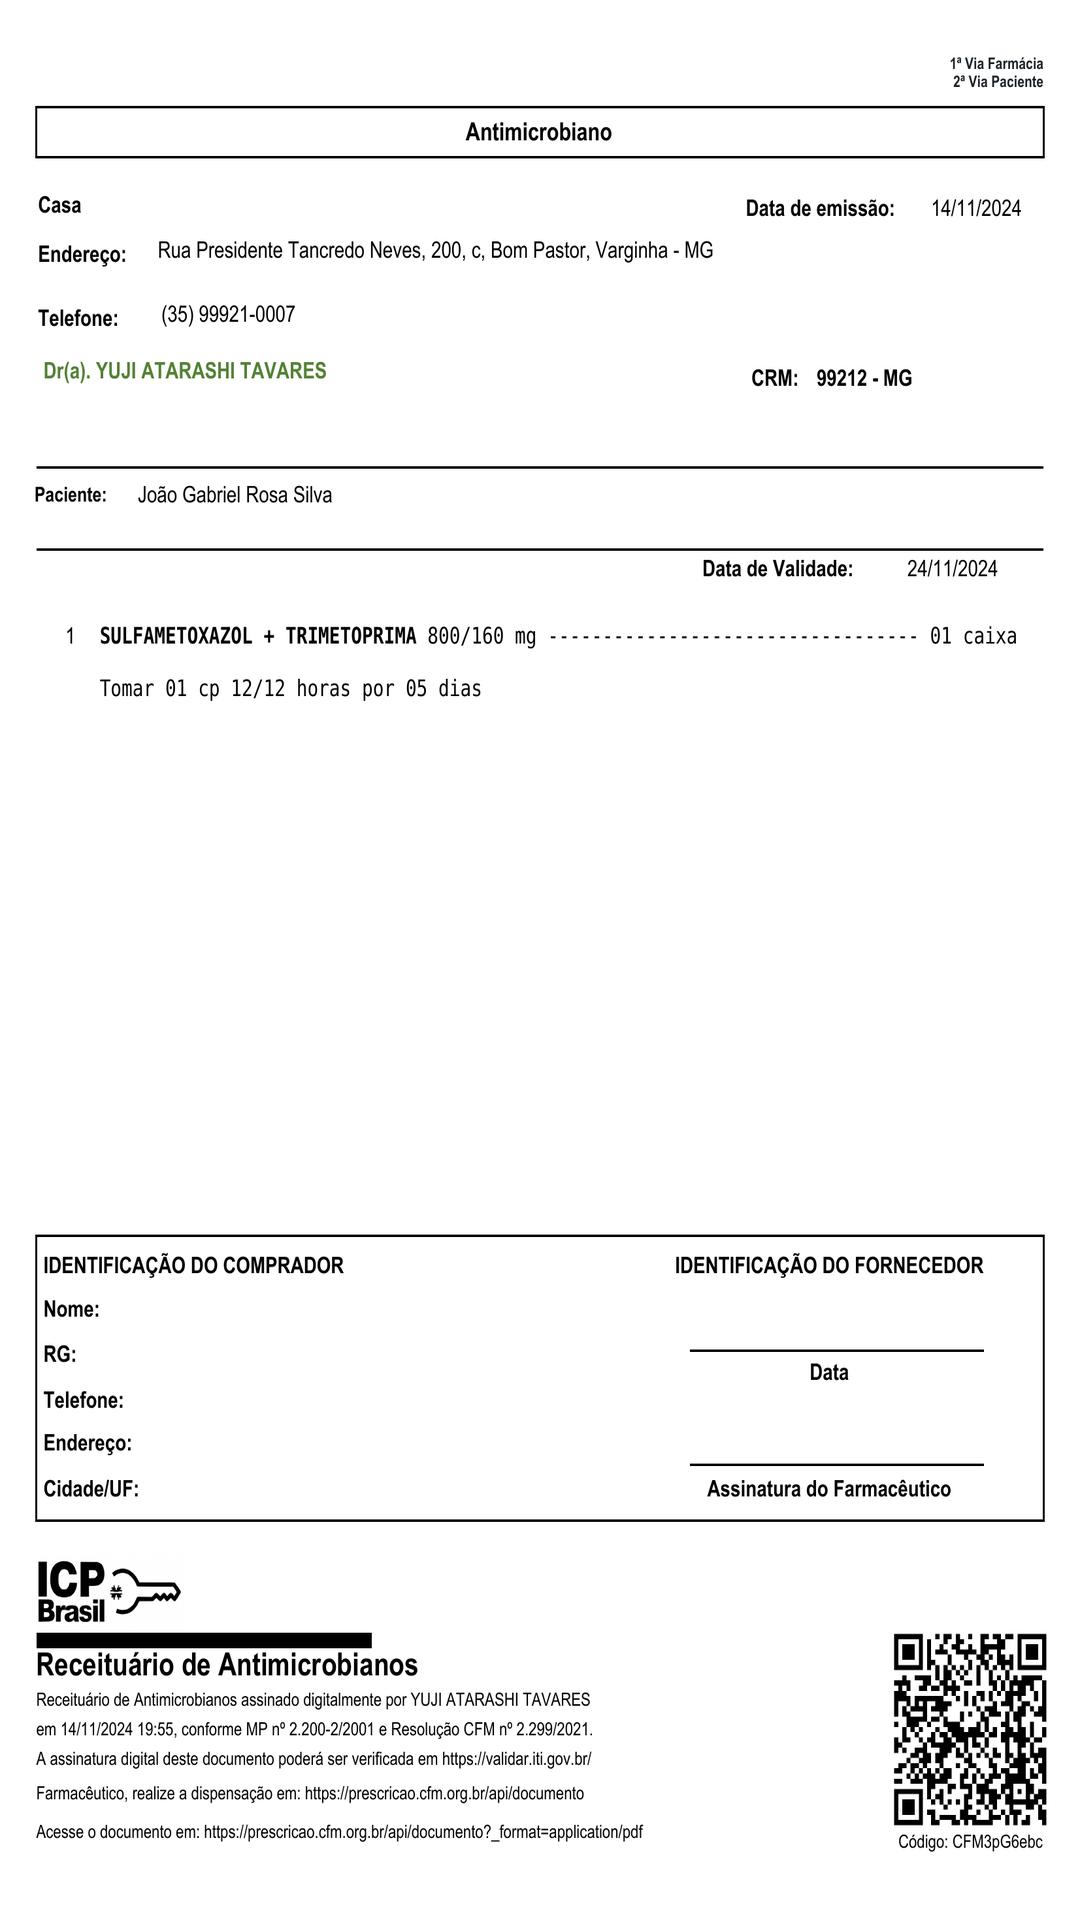 1ª Via Farmácia
2ª Via Paciente
Antimicrobiano
Casa
Data de emissão: 14/11/2024
Endereço: Rua Presidente Tancredo Neves, 200, c, Bom Pastor, Varginha - MG
Telefone: (35) 99921-0007
Dr(a). YUJI ATARASHI TAVARES
CRM: 99212 - MG
Paciente: João Gabriel Rosa Silva
Data de Validade: 24/11/2024
1 SULFAMETOXAZOL + TRIMETOPRIMA 800/160 mg ---------------------------------- 01 caixa
Tomar 01 cp 12/12 horas por 05 dias
IDENTIFICAÇÃO DO COMPRADOR
Nome:
RG:
Telefone:
Endereço:
Cidade/UF:
IDENTIFICAÇÃO DO FORNECEDOR
Data
Assinatura do Farmacêutico
ICP
Brasil
Receituário de Antimicrobianos
Receituário de Antimicrobianos assinado digitalmente por YUJI ATARASHI TAVARES
em 14/11/2024 19:55, conforme MP nº 2.200-2/2001 e Resolução CFM nº 2.299/2021.
A assinatura digital deste documento poderá ser verificada em https://validar.iti.gov.br/
Farmacêutico, realize a dispensação em: https://prescricao.cfm.org.br/api/documento
Acesse o documento em: https://prescricao.cfm.org.br/api/documento?_format=application/pdf
Código: CFM3pG6ebc